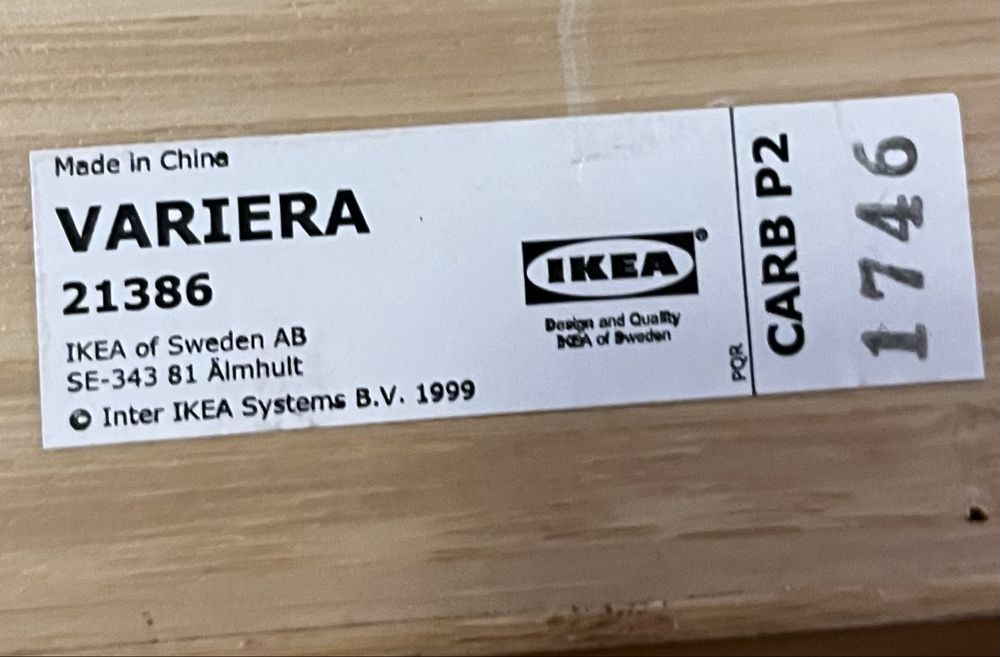 Made in China
VARIERA
21386
IKEA of Sweden AB
SE-343 81 Älmhult
© Inter IKEA Systems B.V. 1999
IKEA®
Design and Quality
IKEA of Sweden
PQR
CARB P2
1746